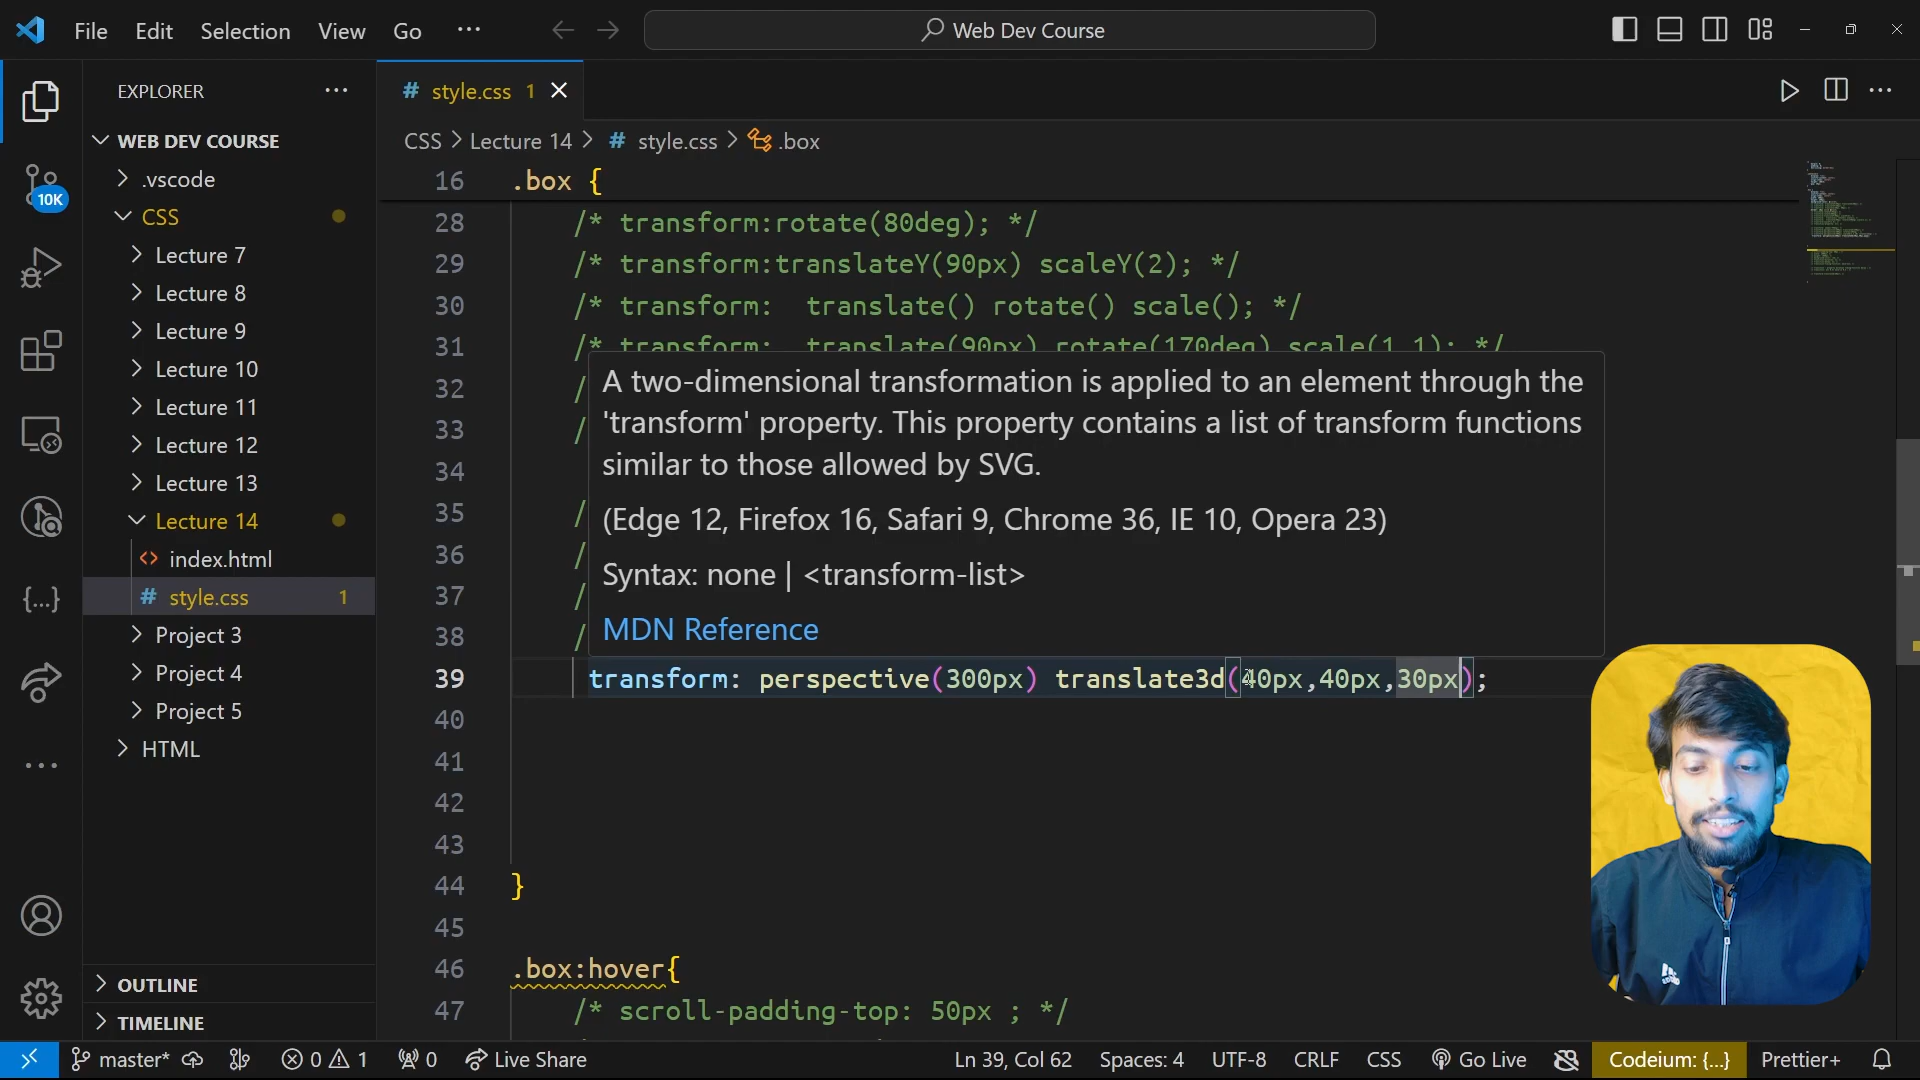 File Edit Selection View Go ··· Web Dev Course
EXPLORER ···
# style.css 1
WEB DEV COURSE
CSS > Lecture 14 > # style.css > .box
.vscode
CSS
Lecture 7
Lecture 8
Lecture 9
Lecture 10
Lecture 11
Lecture 12
Lecture 13
Lecture 14
index.html
# style.css 1
Project 3
Project 4
Project 5
HTML
OUTLINE
TIMELINE
10K
16 .box {
28 /* transform:rotate(80deg); */
29 /* transform:translateY(90px) scaleY(2); */
30 /* transform:  translate() rotate() scale(); */
31 /* transform:  translate(90px) rotate(170deg) scale(1,1); */
32 /
33 /
34
35 /
36 /
37 /
38 /
A two-dimensional transformation is applied to an element through the
'transform' property. This property contains a list of transform functions
similar to those allowed by SVG.
(Edge 12, Firefox 16, Safari 9, Chrome 36, IE 10, Opera 23)
Syntax: none | <transform-list>
MDN Reference
39 transform: perspective(300px) translate3d(40px,40px,30px);
40
41
42
43
44 }
45
46 .box:hover{
47 /* scroll-padding-top: 50px ; */
master* 0 1 0 Live Share Ln 39, Col 62 Spaces: 4 UTF-8 CRLF CSS Go Live Codeium: {...} Prettier+